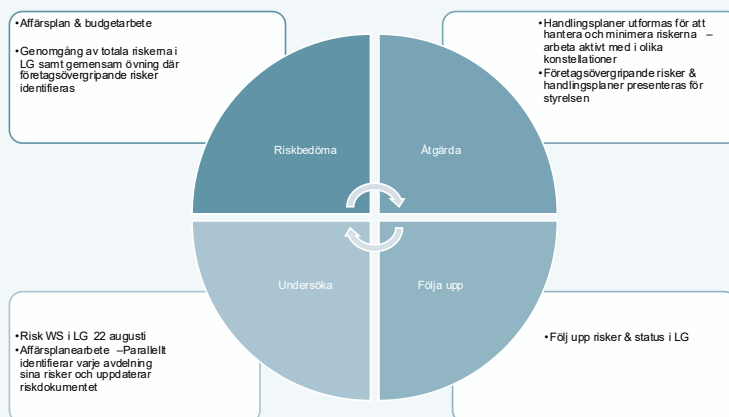 •Affärsplan & budgetarbete
•Genomgång av totala riskerna i
LG samt gemensam övning där
företagsövergripande risker
identifieras
•Handlingsplaner utformas för att
hantera och minimera riskerna –
arbeta aktivt med i olika
konstellationer
•Företagsövergripande risker &
handlingsplaner presenteras för
styrelsen
Riskbedöma
Åtgärda
Undersöka
Följa upp
•Risk WS i LG 22 augusti
•Affärsplanearbete –Parallellt
identifierar varje avdelning
sina risker och uppdaterar
riskdokumentet
•Följ upp risker & status i LG